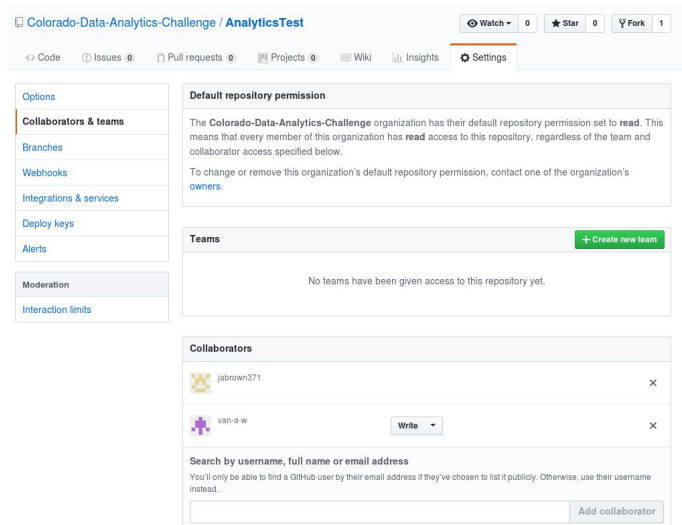 Colorado-Data-Analytics-Challenge / AnalyticsTest
Watch 0 Star 0 Fork 1
Code Issues 0 Pull requests 0 Projects 0 Wiki Insights Settings
Options
Collaborators & teams
Branches
Webhooks
Integrations & services
Deploy keys
Alerts
Moderation
Interaction limits
Default repository permission
The Colorado-Data-Analytics-Challenge organization has their default repository permission set to read. This
means that every member of this organization has read access to this repository, regardless of the team and
collaborator access specified below.
To change or remove this organization's default repository permission, contact one of the organization's
owners.
Teams
Create new team
No teams have been given access to this repository yet.
Collaborators
jabrown371
van-a-w
Write
Search by username, full name or email address
You'll only be able to find a GitHub user by their email address if they've chosen to list it publicly. Otherwise, use their username
instead.
Add collaborator